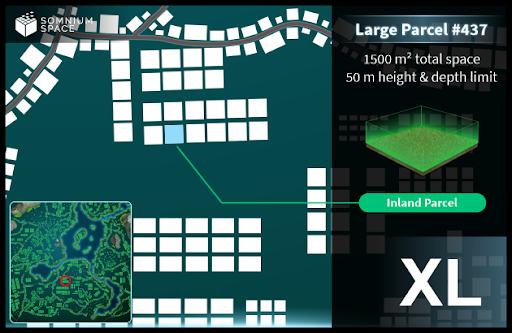 SOMNIUM
SPACE
Large Parcel #437
1500 m² total space
50 m height & depth limit
Inland Parcel
XL